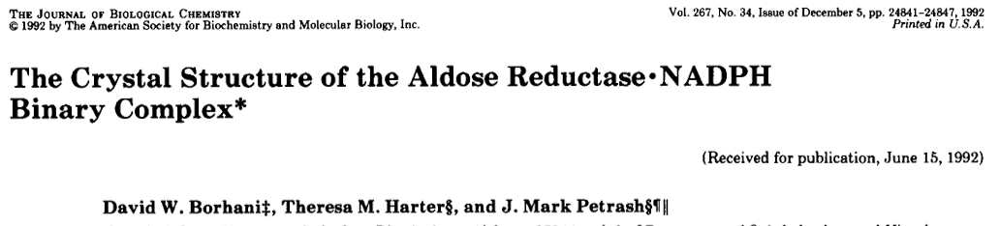 THE JOURNAL OF BIOLOGICAL CHEMISTRY
© 1992 by The American Society for Biochemistry and Molecular Biology, Inc.
Vol. 267, No. 34, Issue of December 5, pp. 24841-24847, 1992
Printed in U.S.A.
The Crystal Structure of the Aldose Reductase•NADPH
Binary Complex*
(Received for publication, June 15, 1992)
David W. Borhani‡, Theresa M. Harter§, and J. Mark Petrash§¶‖